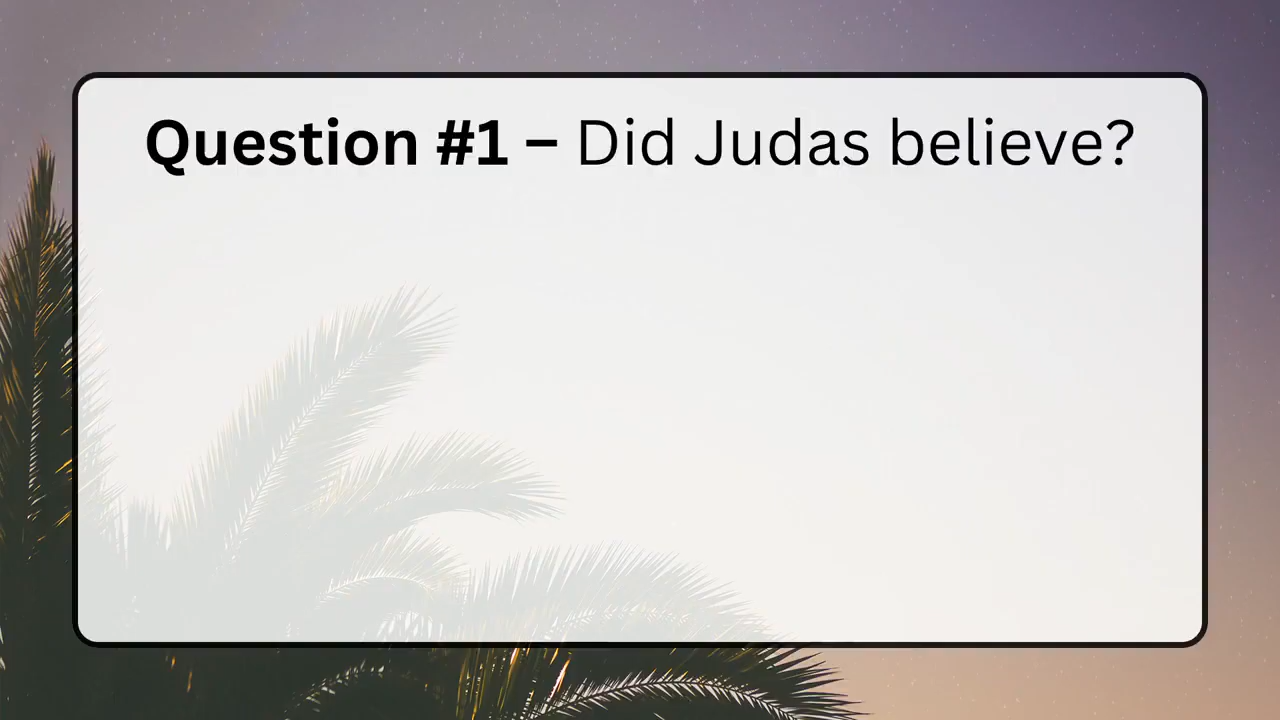 Question #1 – Did Judas believe?